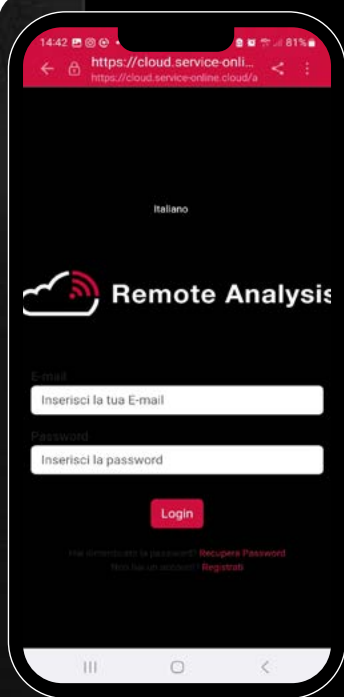 14:42
81%
https://cloud.service-onli...
https://cloud.service-online.cloud/a
Italiano
Remote Analysis
E-mail
Inserisci la tua E-mail
Password
Inserisci la password
Login
Hai dimenticato la password? Recupera Password
Non hai un account? Registrati